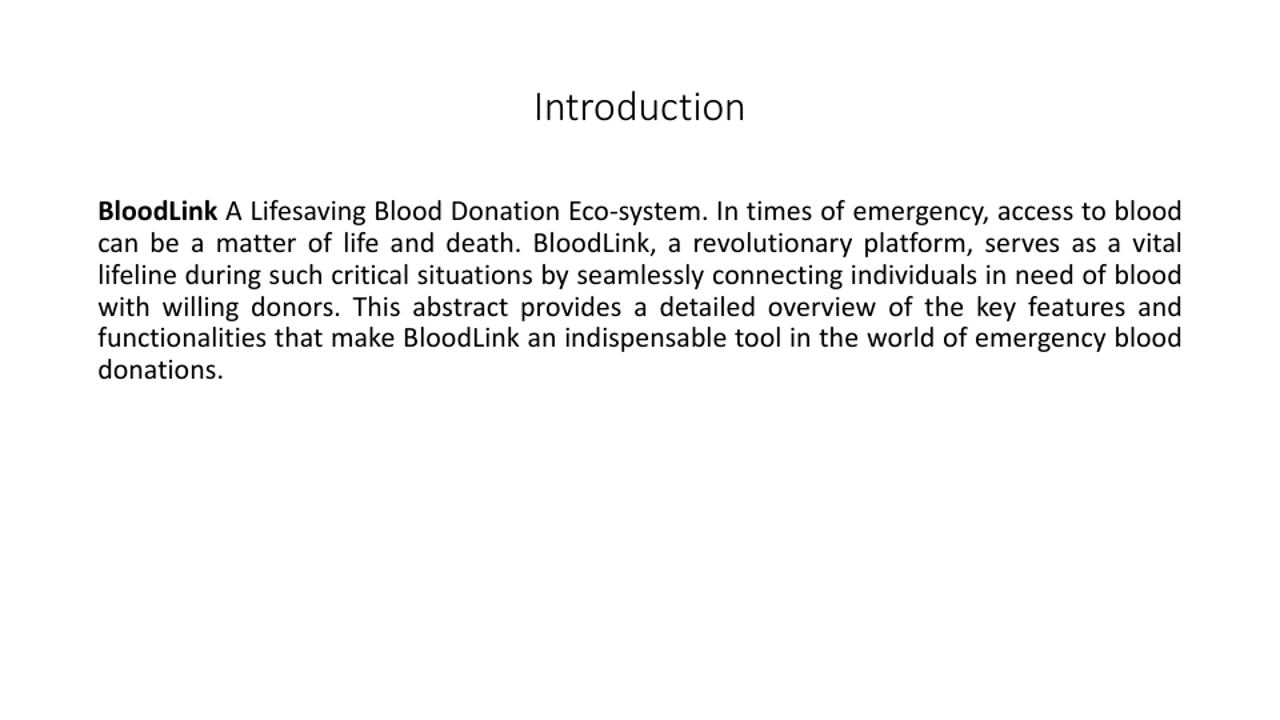 Introduction
BloodLink A Lifesaving Blood Donation Eco-system. In times of emergency, access to blood
can be a matter of life and death. BloodLink, a revolutionary platform, serves as a vital
lifeline during such critical situations by seamlessly connecting individuals in need of blood
with willing donors. This abstract provides a detailed overview of the key features and
functionalities that make BloodLink an indispensable tool in the world of emergency blood
donations.